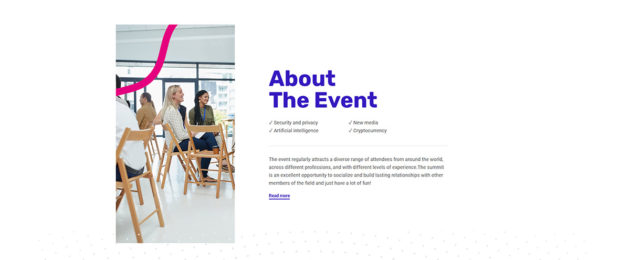 About
The Event
✓ Security and privacy
✓ New media
✓ Artificial intelligence
✓ Cryptocurrency
The event regularly attracts a diverse range of attendees from around the world,
across different professions, and with different levels of experience.The summit
is an excellent opportunity to socialize and build lasting relationships with other
members of the field and just have a lot of fun!
Read more